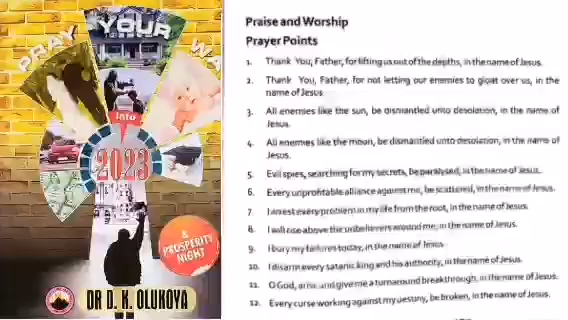 PRAY YOUR WA
into
2023
& PROSPERITY
NIGHT
DR D. K. OLUKOYA
Praise and Worship
Prayer Points
1. Thank You, Father, for lifting us out of the depths, in the name of Jesus.
2. Thank You, Father, for not letting our enemies to gloat over us, in the
name of Jesus.
3. All enemies like the sun, be dismantled unto desolation, in the name of
Jesus.
4. All enemies like the moon, be dismantled unto desolation, in the name of
Jesus.
5. Evil spies, searching for my secrets, be paralysed, in the name of Jesus.
6. Every unprofitable alliance against me, be scattered, in the name of Jesus.
7. I arrest every problem in my life from the root, in the name of Jesus.
8. I will rise above the unbelievers around me, in the name of Jesus.
9. I bury my failures today, in the name of Jesus.
10. I disarm every satanic king and his authority, in the name of Jesus.
11. O God, arise and give me a turnaround breakthrough, in the name of Jesus.
12. Every curse working against my destiny, be broken, in the name of Jesus.